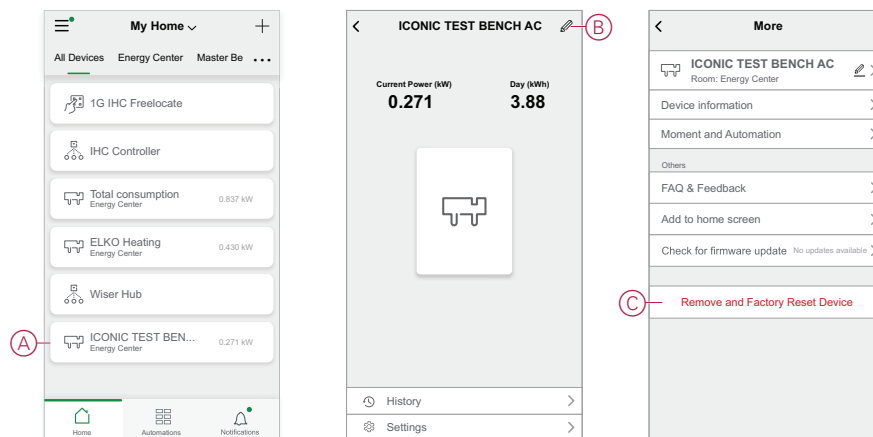 My Home
All Devices Energy Center Master Be
1G IHC Freelocate
IHC Controller
Total consumption
Energy Center
0.837 kW
ELKO Heating
Energy Center
0.430 kW
Wiser Hub
A
ICONIC TEST BEN...
Energy Center
0.271 kW
Home Automations Notifications
ICONIC TEST BENCH AC
B
Current Power (kW) Day (kWh)
0.271 3.88
History
Settings
More
ICONIC TEST BENCH AC
Room: Energy Center
Device information
Moment and Automation
Others
FAQ & Feedback
Add to home screen
Check for firmware update No updates available
C
Remove and Factory Reset Device